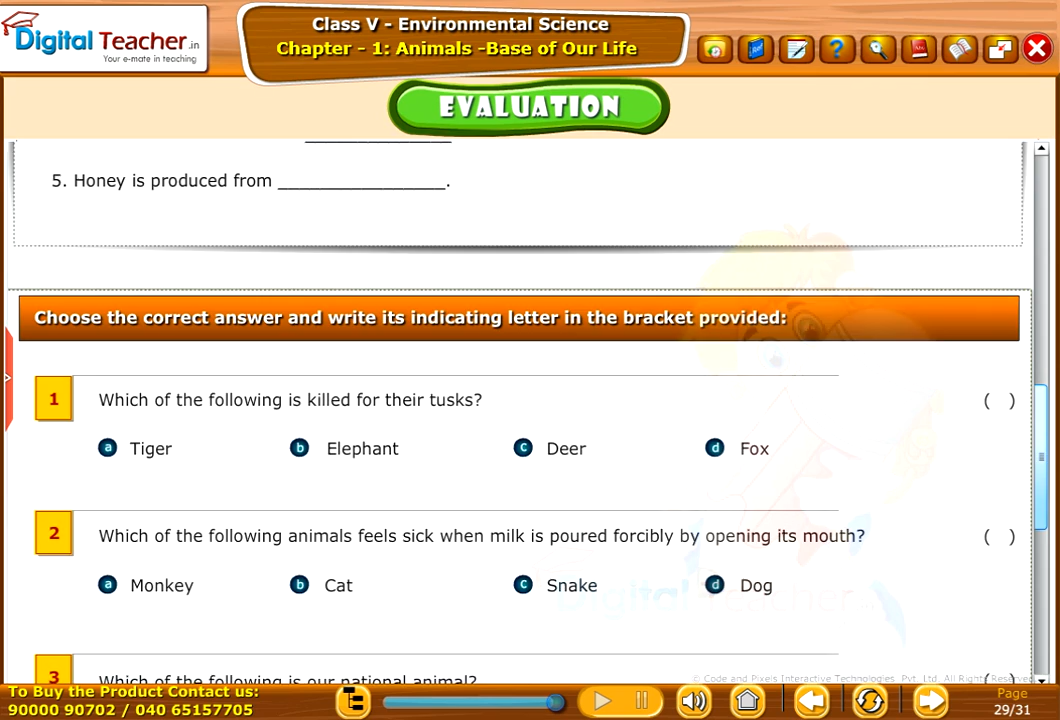 Digital Teacher.in
Your e-mate in teaching
Class V - Environmental Science
Chapter - 1: Animals -Base of Our Life
EVALUATION
5. Honey is produced from ________________.
Choose the correct answer and write its indicating letter in the bracket provided:
1 Which of the following is killed for their tusks? ( )
a Tiger b Elephant c Deer d Fox
2 Which of the following animals feels sick when milk is poured forcibly by opening its mouth? ( )
a Monkey b Cat c Snake d Dog
Digital Teacher.in
3 Which of the following is our national animal? ( )
© Code and Pixels Interactive Technologies Pvt. Ltd. All Rights Reserved
To Buy the Product Contact us:
90000 90702 / 040 65157705
Page
29/31